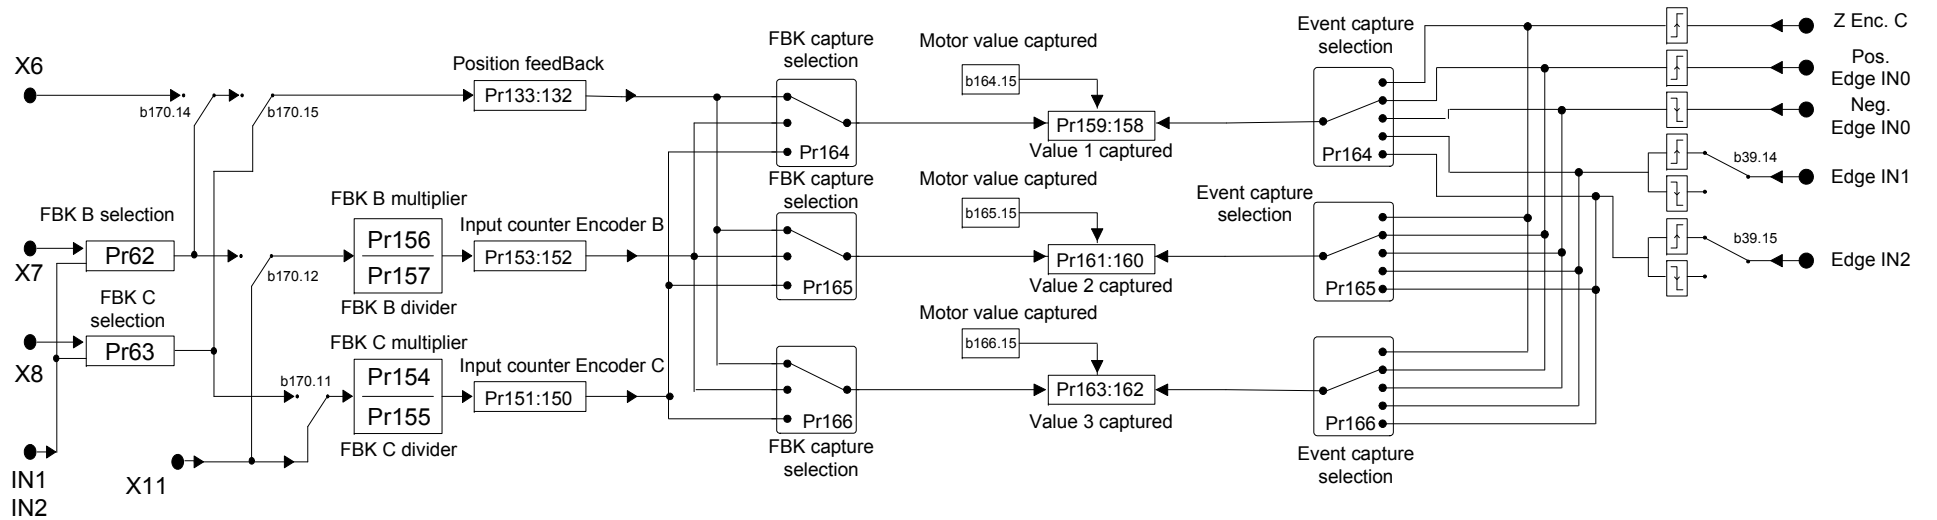 X6
b170.14
b170.15
Position feedBack
Pr133:132
FBK capture
selection
Pr164
Motor value captured
b164.15
Pr159:158
Value 1 captured
Event capture
selection
Pr164
Z Enc. C
Pos.
Edge IN0
Neg.
Edge IN0
b39.14
Edge IN1
b39.15
Edge IN2
FBK B selection
X7
Pr62
b170.12
FBK B multiplier
Pr156
Pr157
FBK B divider
Input counter Encoder B
Pr153:152
FBK capture
selection
Pr165
Motor value captured
b165.15
Pr161:160
Value 2 captured
Event capture
selection
Pr165
FBK C
selection
X8
Pr63
b170.11
FBK C multiplier
Pr154
Pr155
FBK C divider
Input counter Encoder C
Pr151:150
Pr166
FBK capture
selection
Motor value captured
b166.15
Pr163:162
Value 3 captured
Pr166
Event capture
selection
IN1
IN2
X11